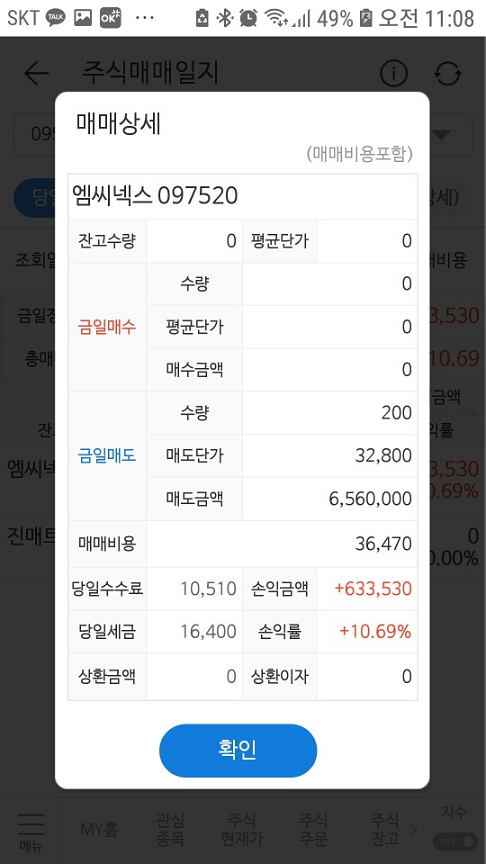 SKT TALK OK ... 49% 오전 11:08
주식매매일지
매매상세
(매매비용포함)
엠씨넥스 097520
잔고수량 0 평균단가 0
금일매수 수량 0
평균단가 0
매수금액 0
금일매도 수량 200
매도단가 32,800
매도금액 6,560,000
매매비용 36,470
당일수수료 10,510 손익금액 +633,530
당일세금 16,400 손익률 +10.69%
상환금액 0 상환이자 0
확인
메뉴
MY홈
관심
종목
주식
현재가
주식
주문
주식
잔고
지수
OFF